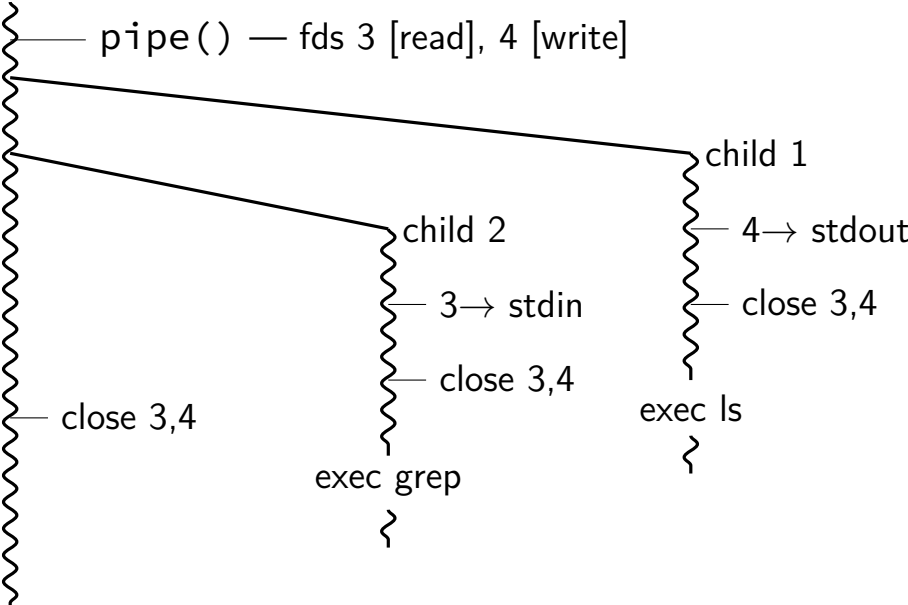 pipe() — fds 3 [read], 4 [write]
child 1
child 2
4→ stdout
3→ stdin
close 3,4
close 3,4
exec ls
close 3,4
exec grep